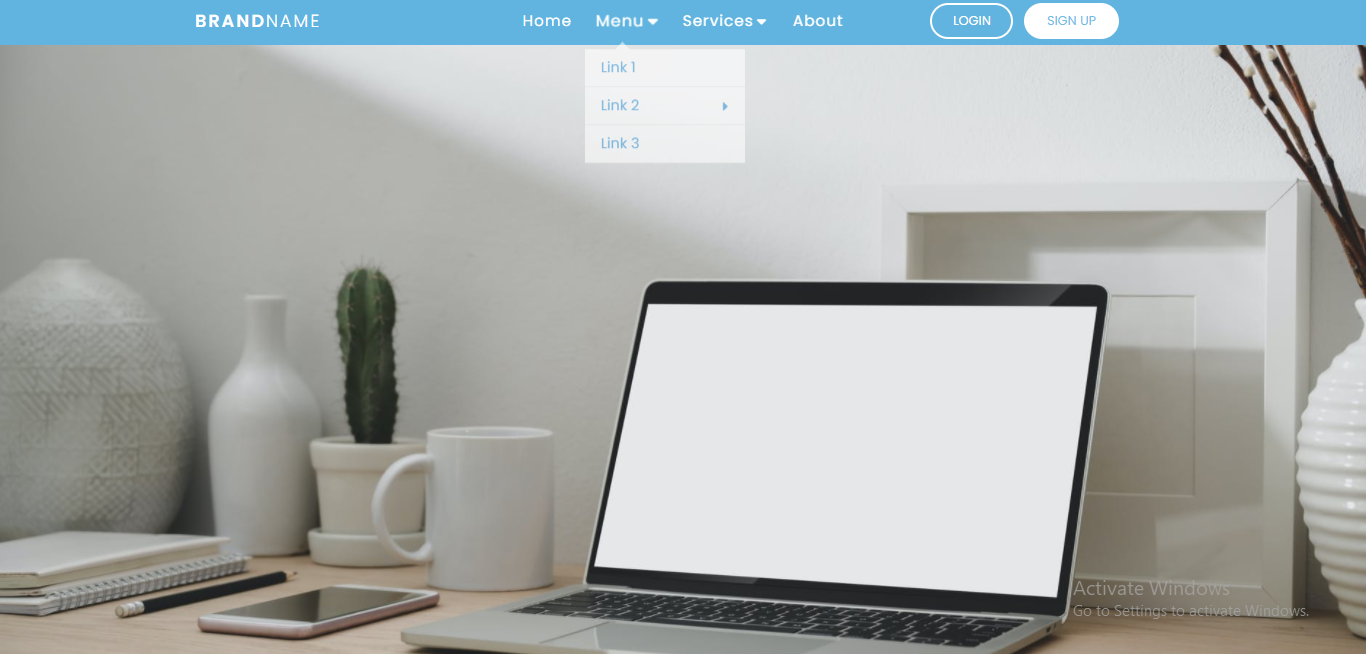 BRANDNAME Home Menu Services About LOGIN SIGN UP
Link 1
Link 2
Link 3
Activate Windows
Go to Settings to activate Windows.